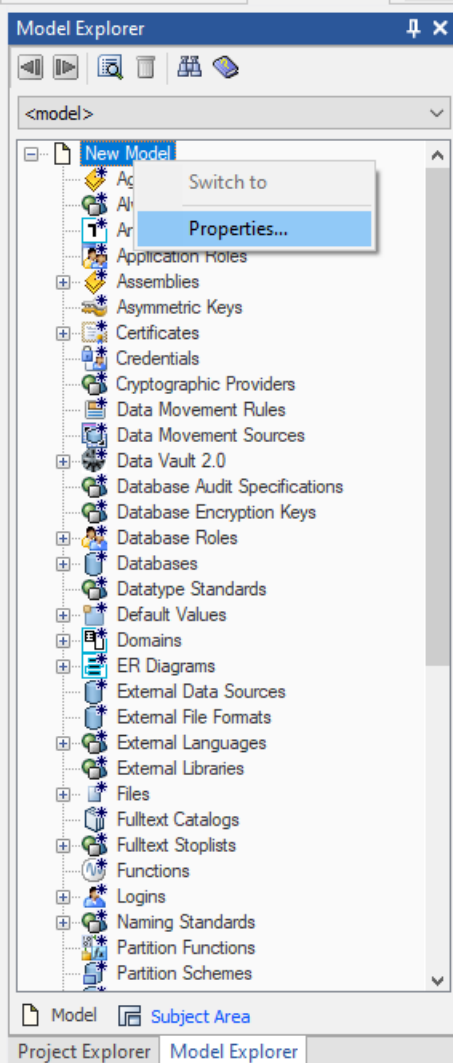 Model Explorer
<model>
New Model
Switch to
Properties...
Application Roles
Assemblies
Asymmetric Keys
Certificates
Credentials
Cryptographic Providers
Data Movement Rules
Data Movement Sources
Data Vault 2.0
Database Audit Specifications
Database Encryption Keys
Database Roles
Databases
Datatype Standards
Default Values
Domains
ER Diagrams
External Data Sources
External File Formats
External Languages
External Libraries
Files
Fulltext Catalogs
Fulltext Stoplists
Functions
Logins
Naming Standards
Partition Functions
Partition Schemes
Model Subject Area
Project Explorer Model Explorer